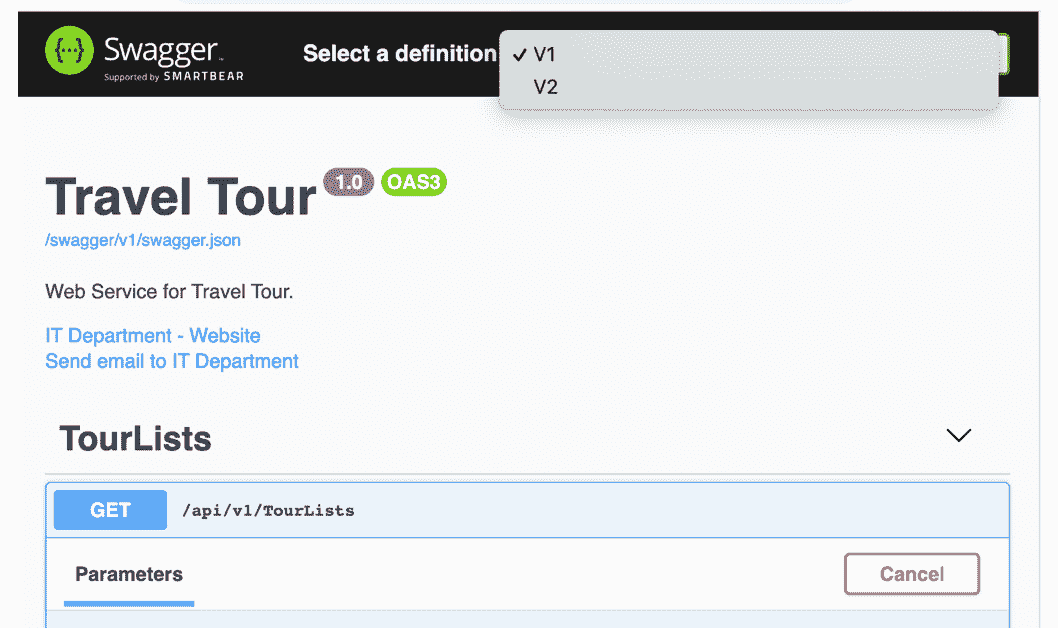 {...} Swagger™
Supported by SMARTBEAR
Select a definition
✓ V1
V2
Travel Tour 1.0 OAS3
/swagger/v1/swagger.json
Web Service for Travel Tour.
IT Department - Website
Send email to IT Department
TourLists
GET /api/v1/TourLists
Parameters
Cancel